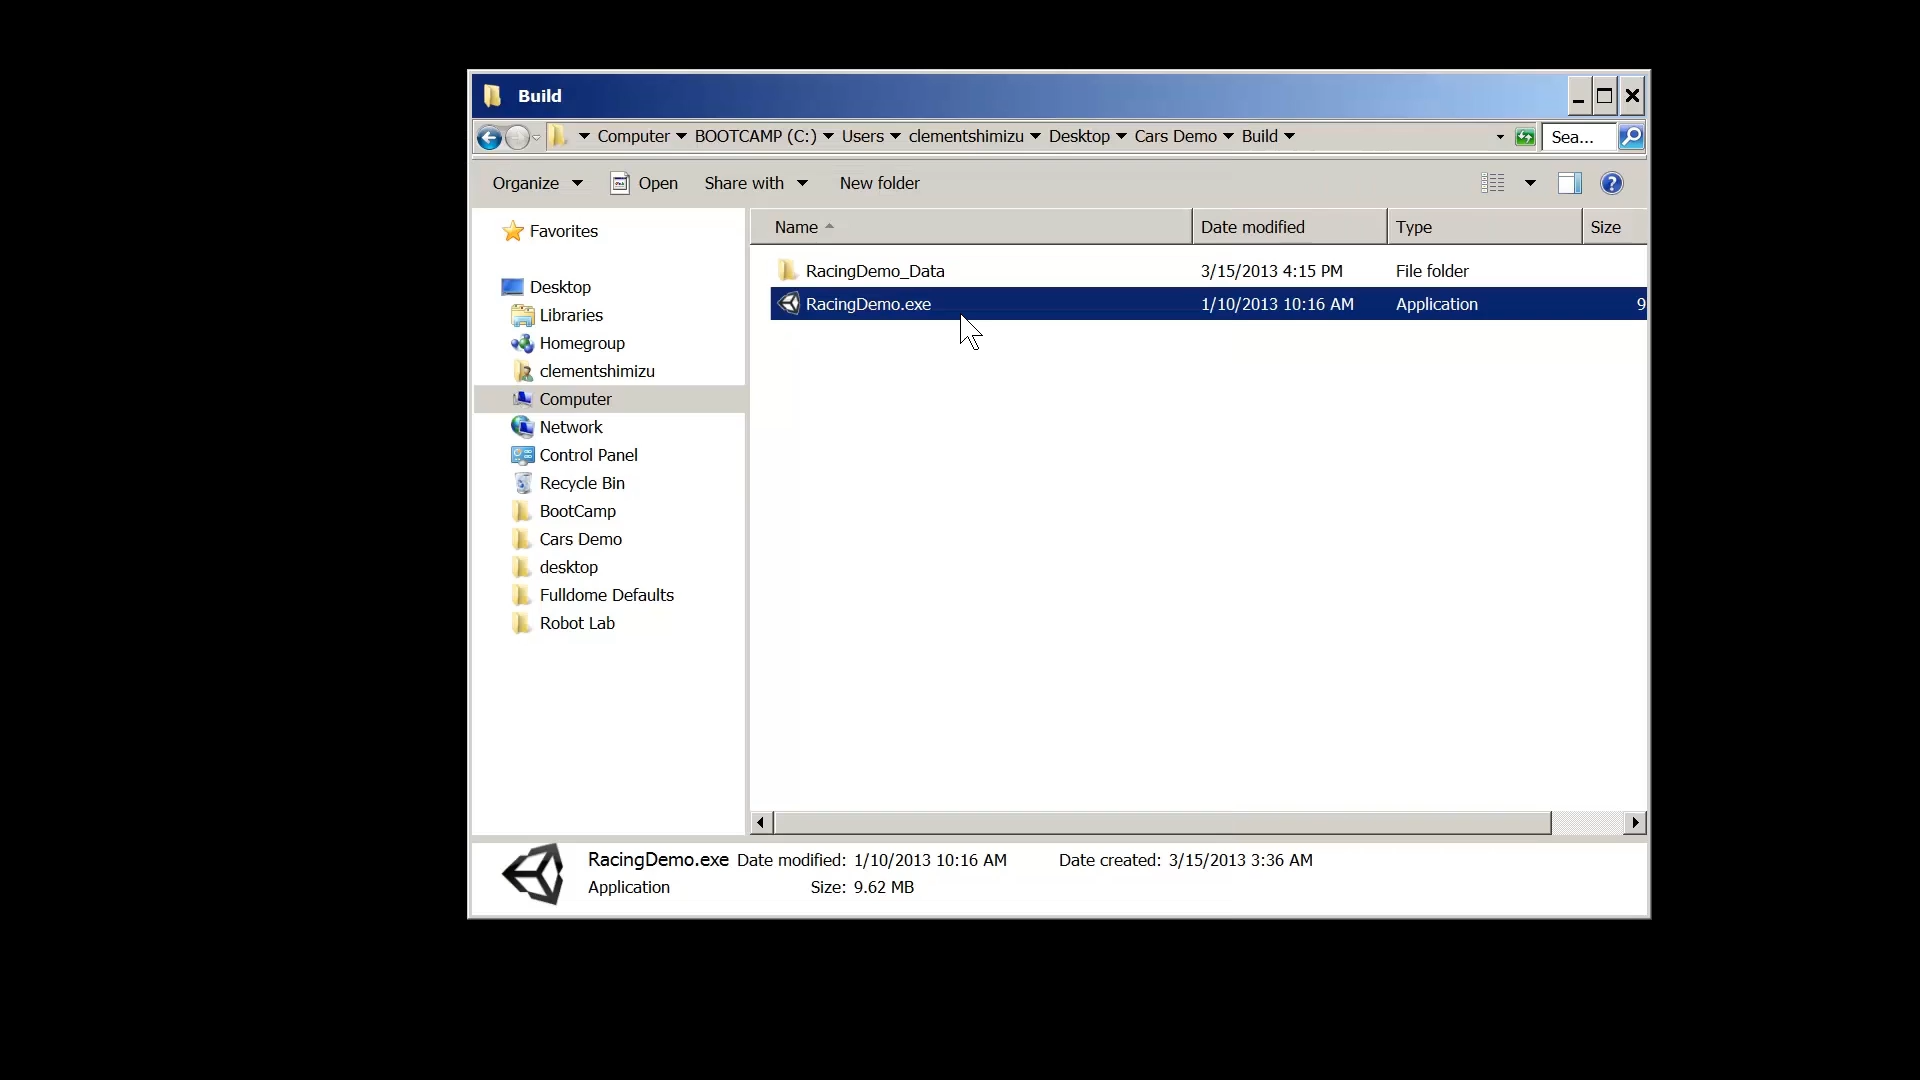 Build
Computer BOOTCAMP (C:) Users clementshimizu Desktop Cars Demo Build Sea...
Organize Open Share with New folder
Name Date modified Type Size
Favorites
Desktop
Libraries
Homegroup
clementshimizu
Computer
Network
Control Panel
Recycle Bin
BootCamp
Cars Demo
desktop
Fulldome Defaults
Robot Lab
RacingDemo_Data 3/15/2013 4:15 PM File folder
RacingDemo.exe 1/10/2013 10:16 AM Application 9
RacingDemo.exe Date modified: 1/10/2013 10:16 AM Date created: 3/15/2013 3:36 AM
Application Size: 9.62 MB